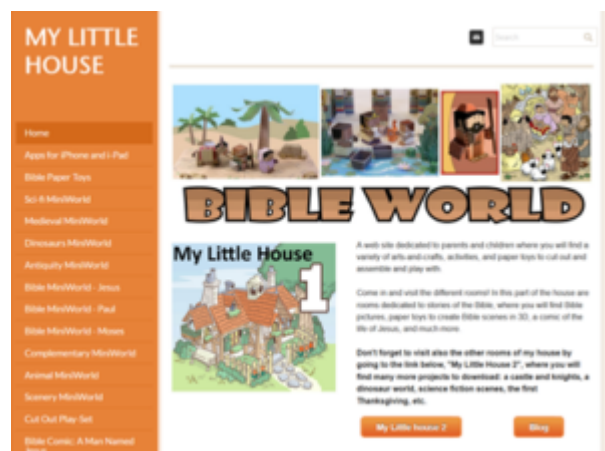 MY LITTLE
HOUSE
Search
Home
Apps for iPhone and i-Pad
Bible Paper Toys
Sci-fi MiniWorld
Medieval MiniWorld
Dinosaurs MiniWorld
Antiquity MiniWorld
Bible MiniWorld - Jesus
Bible MiniWorld - Paul
Bible MiniWorld - Moses
Complementary MiniWorld
Animal MiniWorld
Scenery MiniWorld
Cut Out Play-Set
Bible Comic: A Man Named
Jesus
BIBLE WORLD
My Little House
1
A web site dedicated to parents and children where you will find a
variety of arts-and-crafts, activities, and paper toys to cut out and
assemble and play with.
Come in and visit the different rooms! In this part of the house are
rooms dedicated to stories of the Bible, where you will find Bible
pictures, paper toys to create Bible scenes in 3D, a comic of the
life of Jesus, and much more.
Don't forget to visit also the other rooms of my house by
going to the link below, "My Little House 2", where you will
find many more projects to download: a castle and knights, a
dinosaur world, science fiction scenes, the first
Thanksgiving, etc.
My Little house 2
Blog